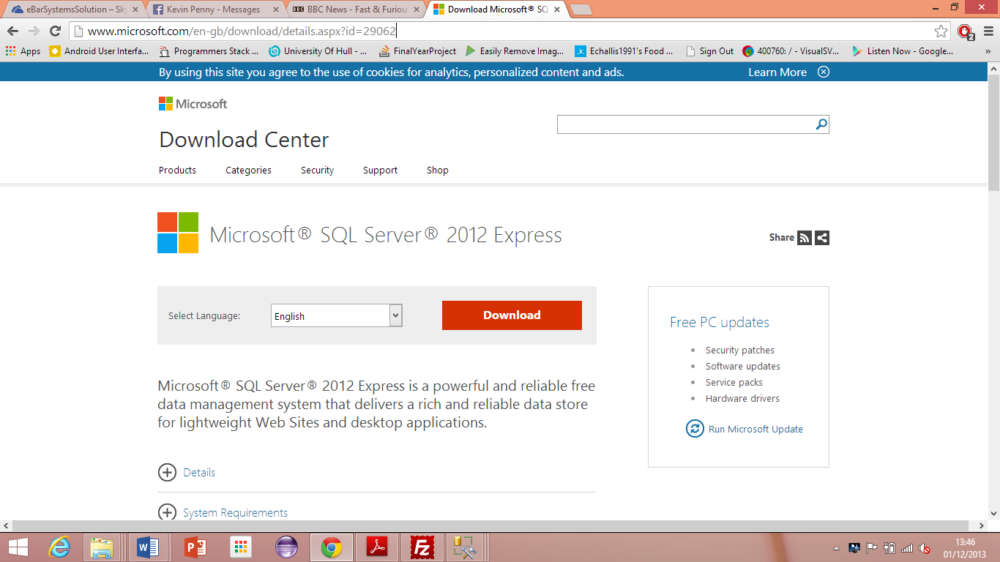 eBarSystemsSolution – Sky
Kevin Penny - Messages
BBC News - Fast & Furiou
Download Microsoft® SQ
www.microsoft.com/en-gb/download/details.aspx?id=29062
2
Apps
Android User Interfa...
Programmers Stack ...
University Of Hull - ...
FinalYearProject
Easily Remove Imag...
Echallis1991's Food ...
Sign Out
400760: / - VisualSV...
Listen Now - Google...
»
By using this site you agree to the use of cookies for analytics, personalized content and ads.
Learn More
Microsoft
Download Center
Products
Categories
Security
Support
Shop
Microsoft® SQL Server® 2012 Express
Share
Select Language:
English
Download
Free PC updates
• Security patches
• Software updates
• Service packs
• Hardware drivers
Run Microsoft Update
Microsoft® SQL Server® 2012 Express is a powerful and reliable free
data management system that delivers a rich and reliable data store
for lightweight Web Sites and desktop applications.
Details
System Requirements
13:46
01/12/2013